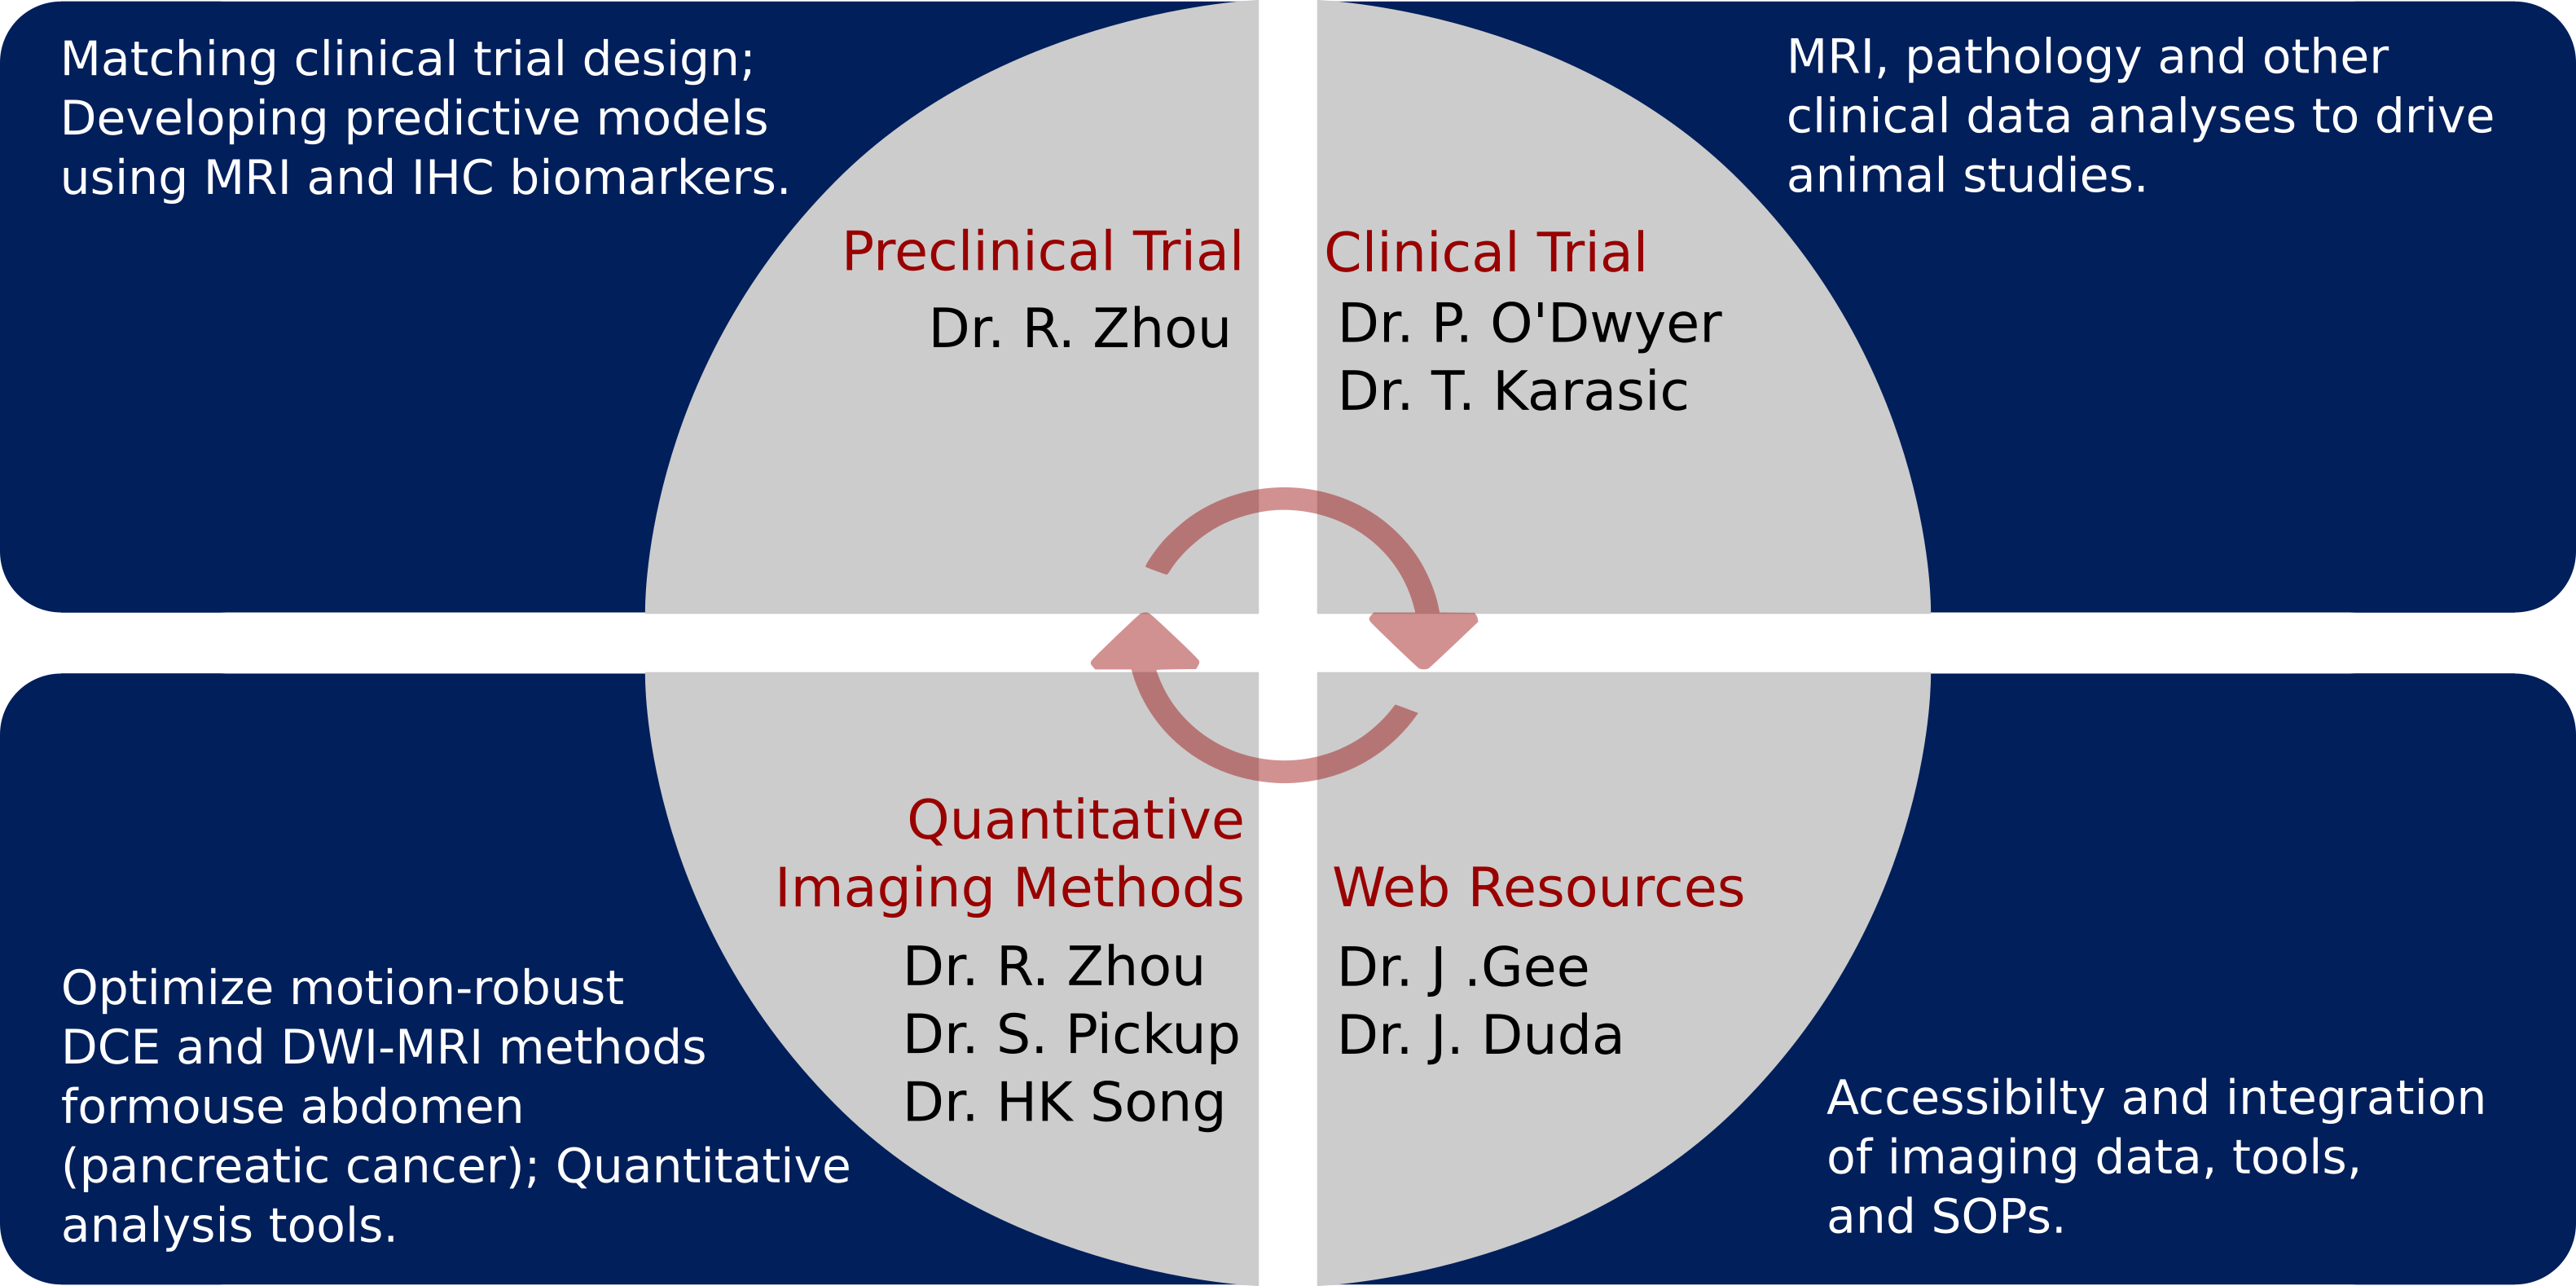 Matching clinical trial design;
Developing predictive models
using MRI and IHC biomarkers.
Preclinical Trial
Dr. R. Zhou
MRI, pathology and other
clinical data analyses to drive
animal studies.
Clinical Trial
Dr. P. O'Dwyer
Dr. T. Karasic
Quantitative
Imaging Methods
Dr. R. Zhou
Dr. S. Pickup
Dr. HK Song
Optimize motion-robust
DCE and DWI-MRI methods
formouse abdomen
(pancreatic cancer); Quantitative
analysis tools.
Web Resources
Dr. J .Gee
Dr. J. Duda
Accessibilty and integration
of imaging data, tools,
and SOPs.